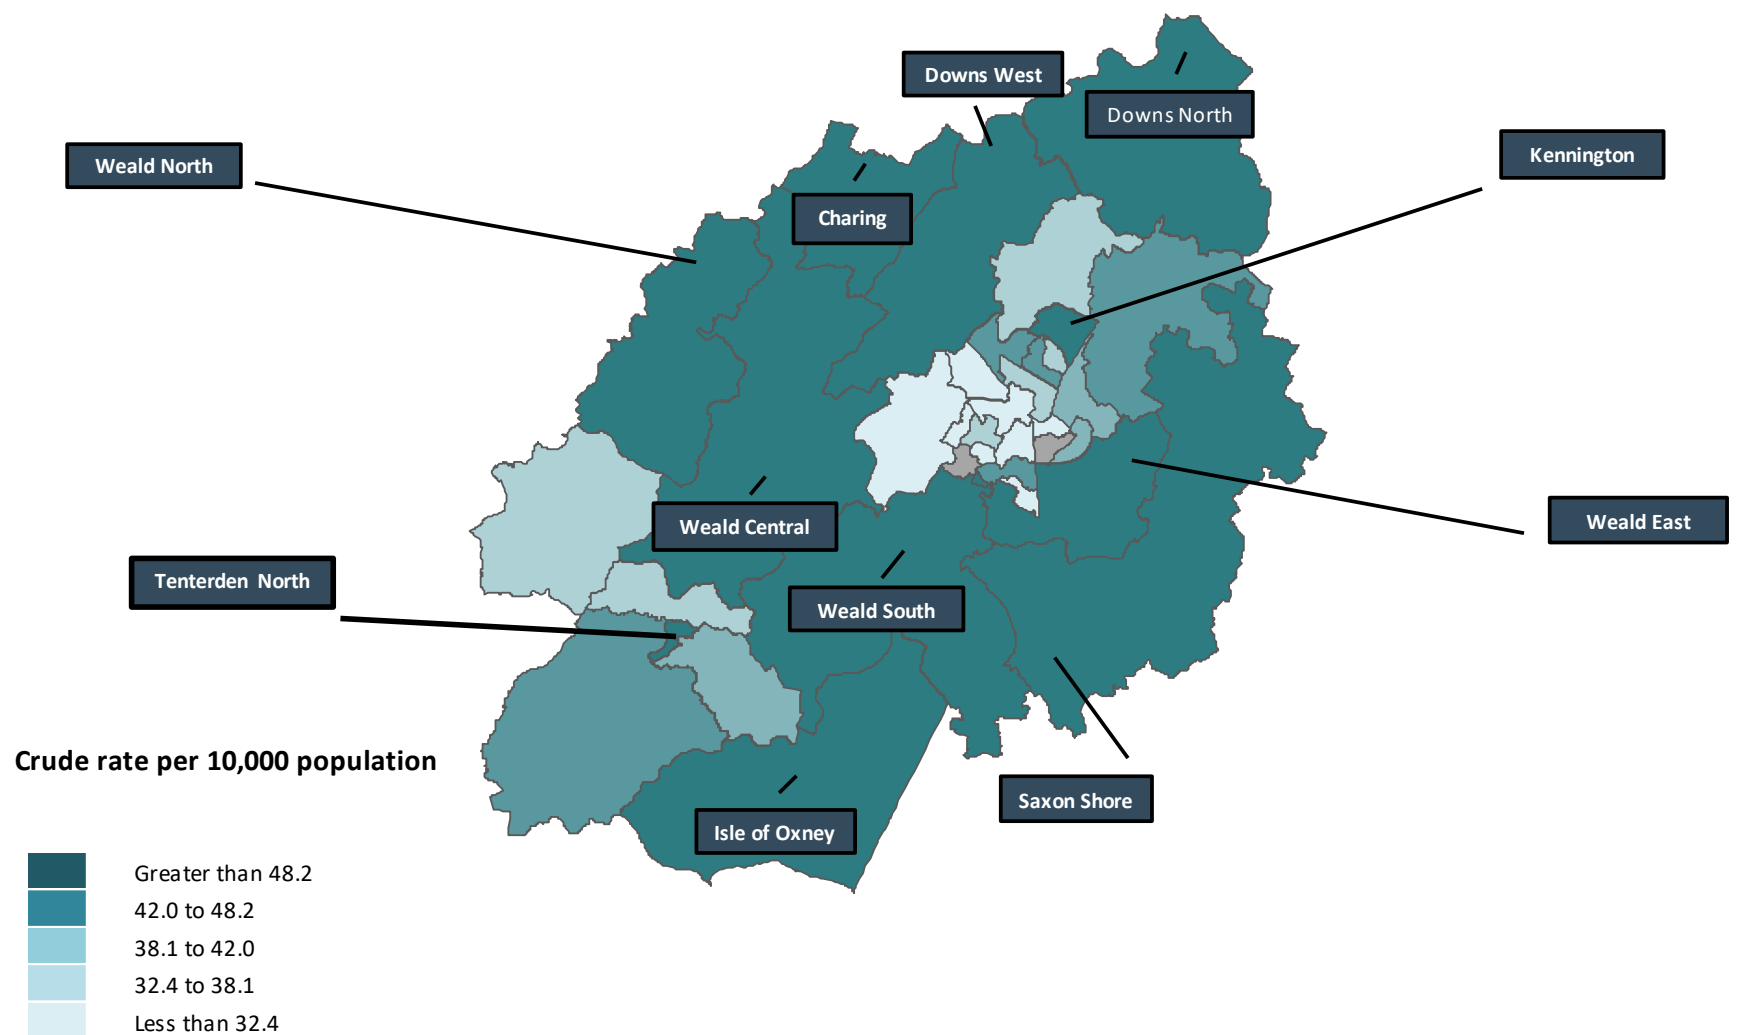 Downs West
Downs North
Kennington
Weald North
Charing
Weald Central
Weald East
Tenterden North
Weald South
Crude rate per 10,000 population
Saxon Shore
Isle of Oxney
Greater than 48.2
42.0 to 48.2
38.1 to 42.0
32.4 to 38.1
Less than 32.4